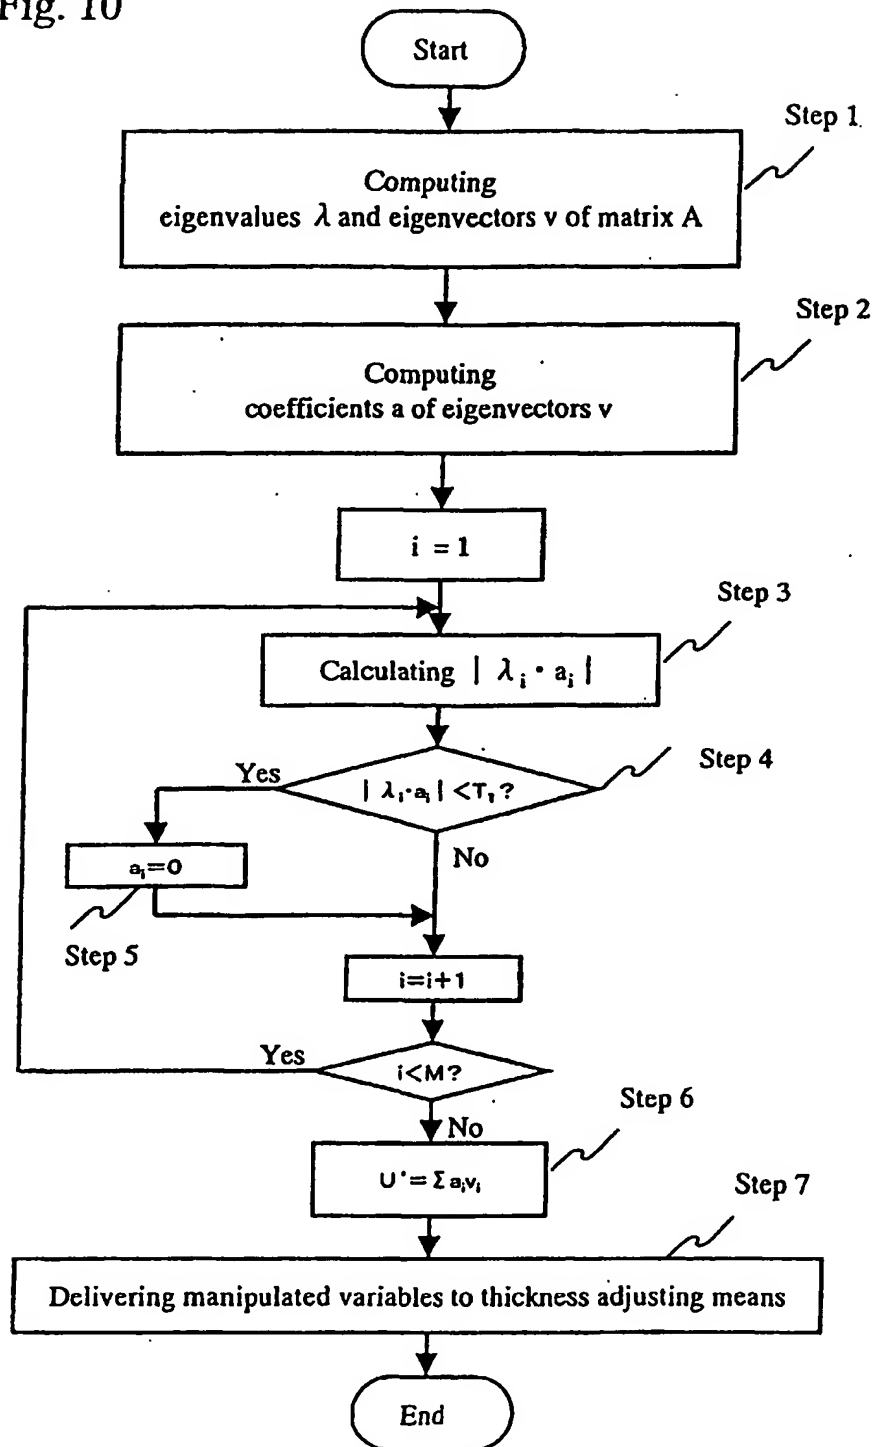 Fig. 10
Start
Step 1
Computing
eigenvalues λ and eigenvectors v of matrix A
Step 2
Computing
coefficients a of eigenvectors v
i = 1
Step 3
Calculating | λi · ai |
Step 4
Yes
| λi·ai | <T1?
No
ai=0
Step 5
i=i+1
Yes
i<M?
No
Step 6
U'=Σaivi
Step 7
Delivering manipulated variables to thickness adjusting means
End